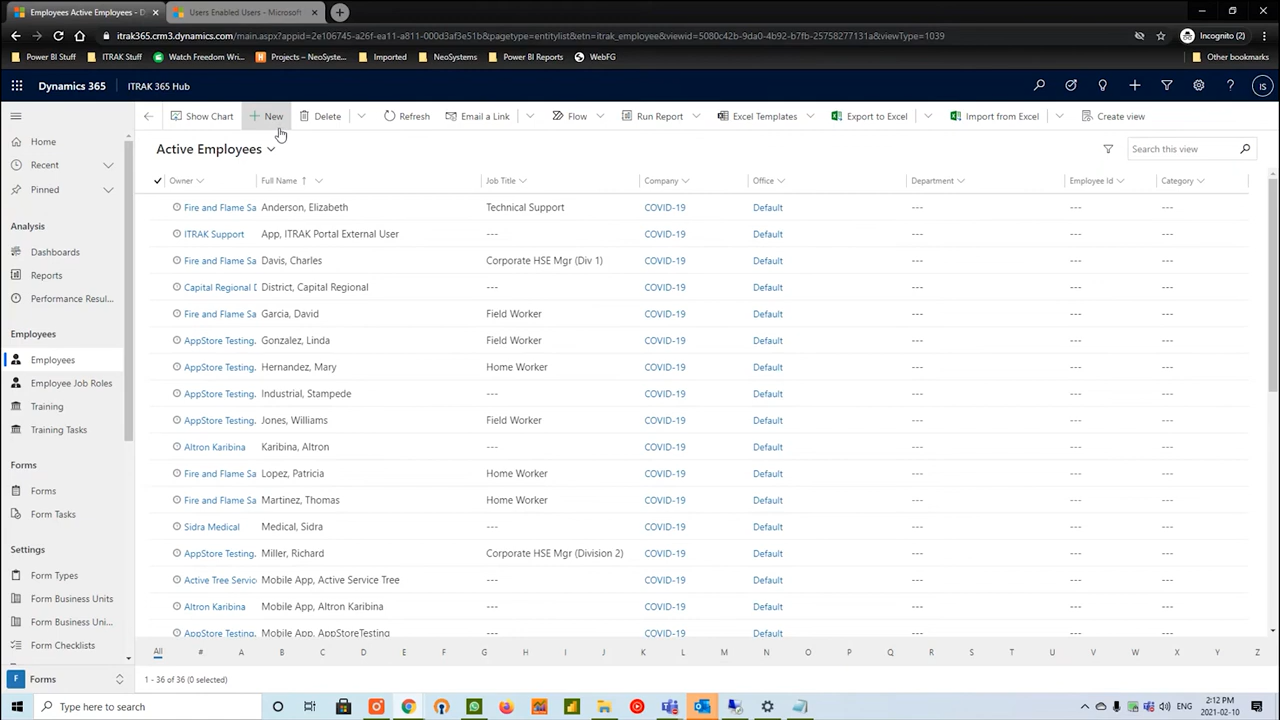 Employees Active Employees - D
Users Enabled Users - Microsoft
itrak365.crm3.dynamics.com/main.aspx?appid=2e106745-a16e-ea11-a811-000d3af3e51b&pagetype=entitylist&etn=itrak_employee&viewid=5080c42b-9da0-4b92-b7fb-25758277131a&viewType=1039
Incognito (2)
Power BI Stuff
ITRAK Stuff
Watch Freedom Wri...
Projects – NeoSyste...
Imported
NeoSystems
Power BI Reports
WebFG
Other bookmarks
Dynamics 365
ITRAK 365 Hub
IS
Show Chart
New
Delete
Refresh
Email a Link
Flow
Run Report
Excel Templates
Export to Excel
Import from Excel
Create view
Home
Recent
Pinned
Analysis
Dashboards
Reports
Performance Resul...
Employees
Employees
Employee Job Roles
Training
Training Tasks
Forms
Forms
Form Tasks
Settings
Form Types
Form Business Units
Form Business Uni...
Form Checklists
F Forms
Active Employees
Search this view
Owner Full Name Job Title Company Office Department Employee Id Category
Fire and Flame Sa Anderson, Elizabeth Technical Support COVID-19 Default --- --- ---
ITRAK Support App, ITRAK Portal External User --- COVID-19 Default --- --- ---
Fire and Flame Sa Davis, Charles Corporate HSE Mgr (Div 1) COVID-19 Default --- --- ---
Capital Regional D District, Capital Regional --- COVID-19 Default --- --- ---
Fire and Flame Sa Garcia, David Field Worker COVID-19 Default --- --- ---
AppStore Testing, Gonzalez, Linda Field Worker COVID-19 Default --- --- ---
AppStore Testing, Hernandez, Mary Home Worker COVID-19 Default --- --- ---
AppStore Testing, Industrial, Stampede --- COVID-19 Default --- --- ---
AppStore Testing, Jones, Williams Field Worker COVID-19 Default --- --- ---
Altron Karibina Karibina, Altron --- COVID-19 Default --- --- ---
Fire and Flame Sa Lopez, Patricia Home Worker COVID-19 Default --- --- ---
Fire and Flame Sa Martinez, Thomas Home Worker COVID-19 Default --- --- ---
Sidra Medical Medical, Sidra --- COVID-19 Default --- --- ---
AppStore Testing, Miller, Richard Corporate HSE Mgr (Division 2) COVID-19 Default --- --- ---
Active Tree Servic Mobile App, Active Service Tree --- COVID-19 Default --- --- ---
Altron Karibina Mobile App, Altron Karibina --- COVID-19 Default --- --- ---
AppStore Testing, Mobile App, AppStoreTesting --- COVID-19 Default --- --- ---
All # A B C D E F G H I J K L M N O P Q R S T U V W X Y Z
1 - 36 of 36 (0 selected)
Type here to search
ENG
2:12 PM
2021-02-10